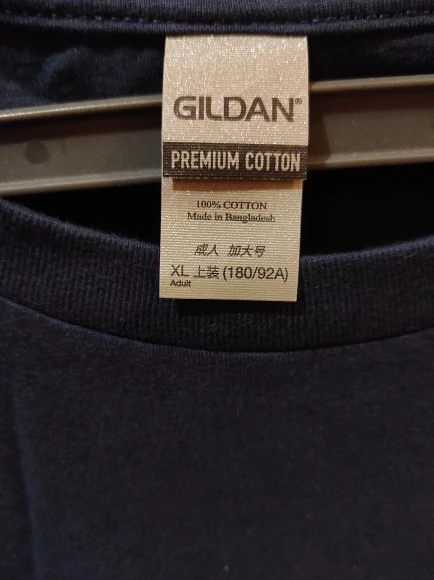 GILDAN®
PREMIUM COTTON
100% COTTON
Made in Bangladesh
成人 加大号
XL 上装 (180/92A)
Adult